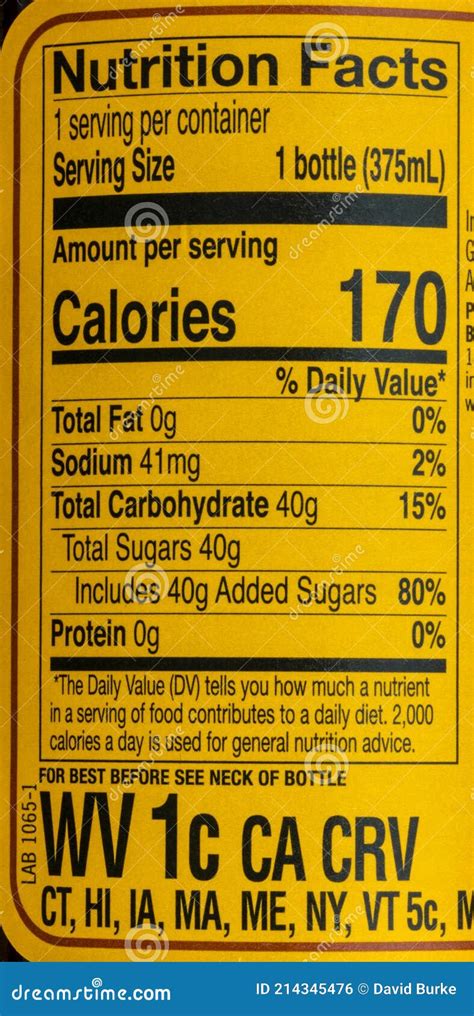 Nutrition Facts
1 serving per container
Serving Size 1 bottle (375mL)
Amount per serving
Calories 170
% Daily Value*
Total Fat 0g 0%
Sodium 41mg 2%
Total Carbohydrate 40g 15%
Total Sugars 40g
Includes 40g Added Sugars 80%
Protein 0g 0%
*The Daily Value (DV) tells you how much a nutrient
in a serving of food contributes to a daily diet. 2,000
calories a day is used for general nutrition advice.
FOR BEST BEFORE SEE NECK OF BOTTLE
LAB 1065-1
WV 1c CA CRV
CT, HI, IA, MA, ME, NY, VT 5c,
dreamstime.com ID 214345476 © David Burke